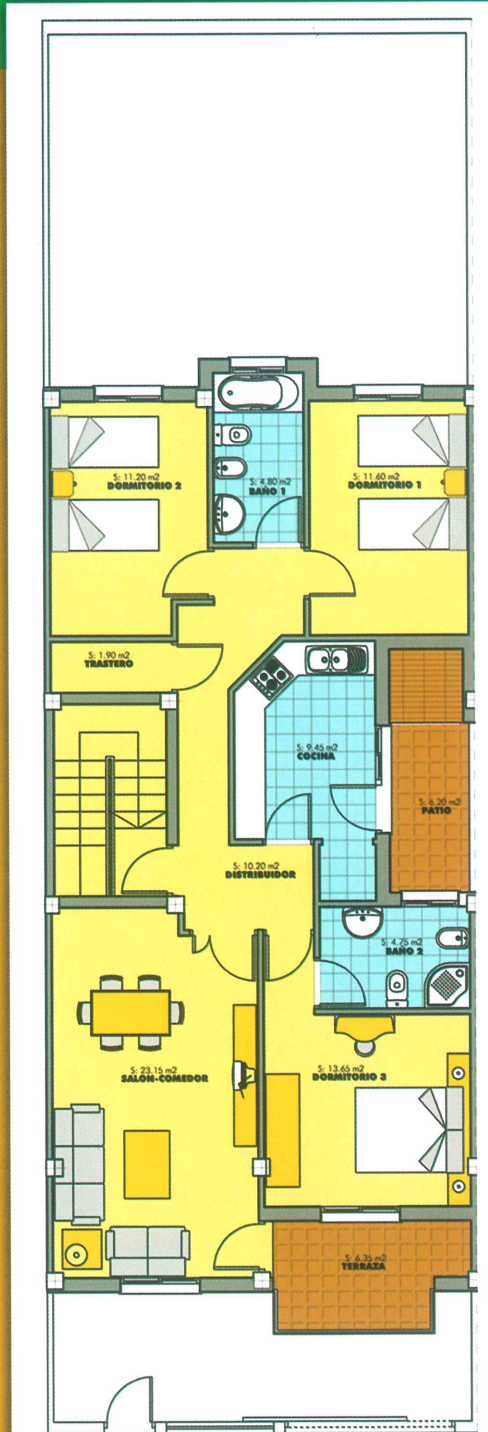 S: 11.20 m2
DORMITORIO 2
S: 4.80 m2
BAÑO 1
S: 11.60 m2
DORMITORIO 1
S: 1.90 m2
TRASTERO
S: 9.45 m2
COCINA
S: 6.20 m2
PATIO
S: 10.20 m2
DISTRIBUIDOR
S: 4.75 m2
BAÑO 2
S: 23.15 m2
SALON-COMEDOR
S: 13.65 m2
DORMITORIO 3
S: 6.35 m2
TERRAZA